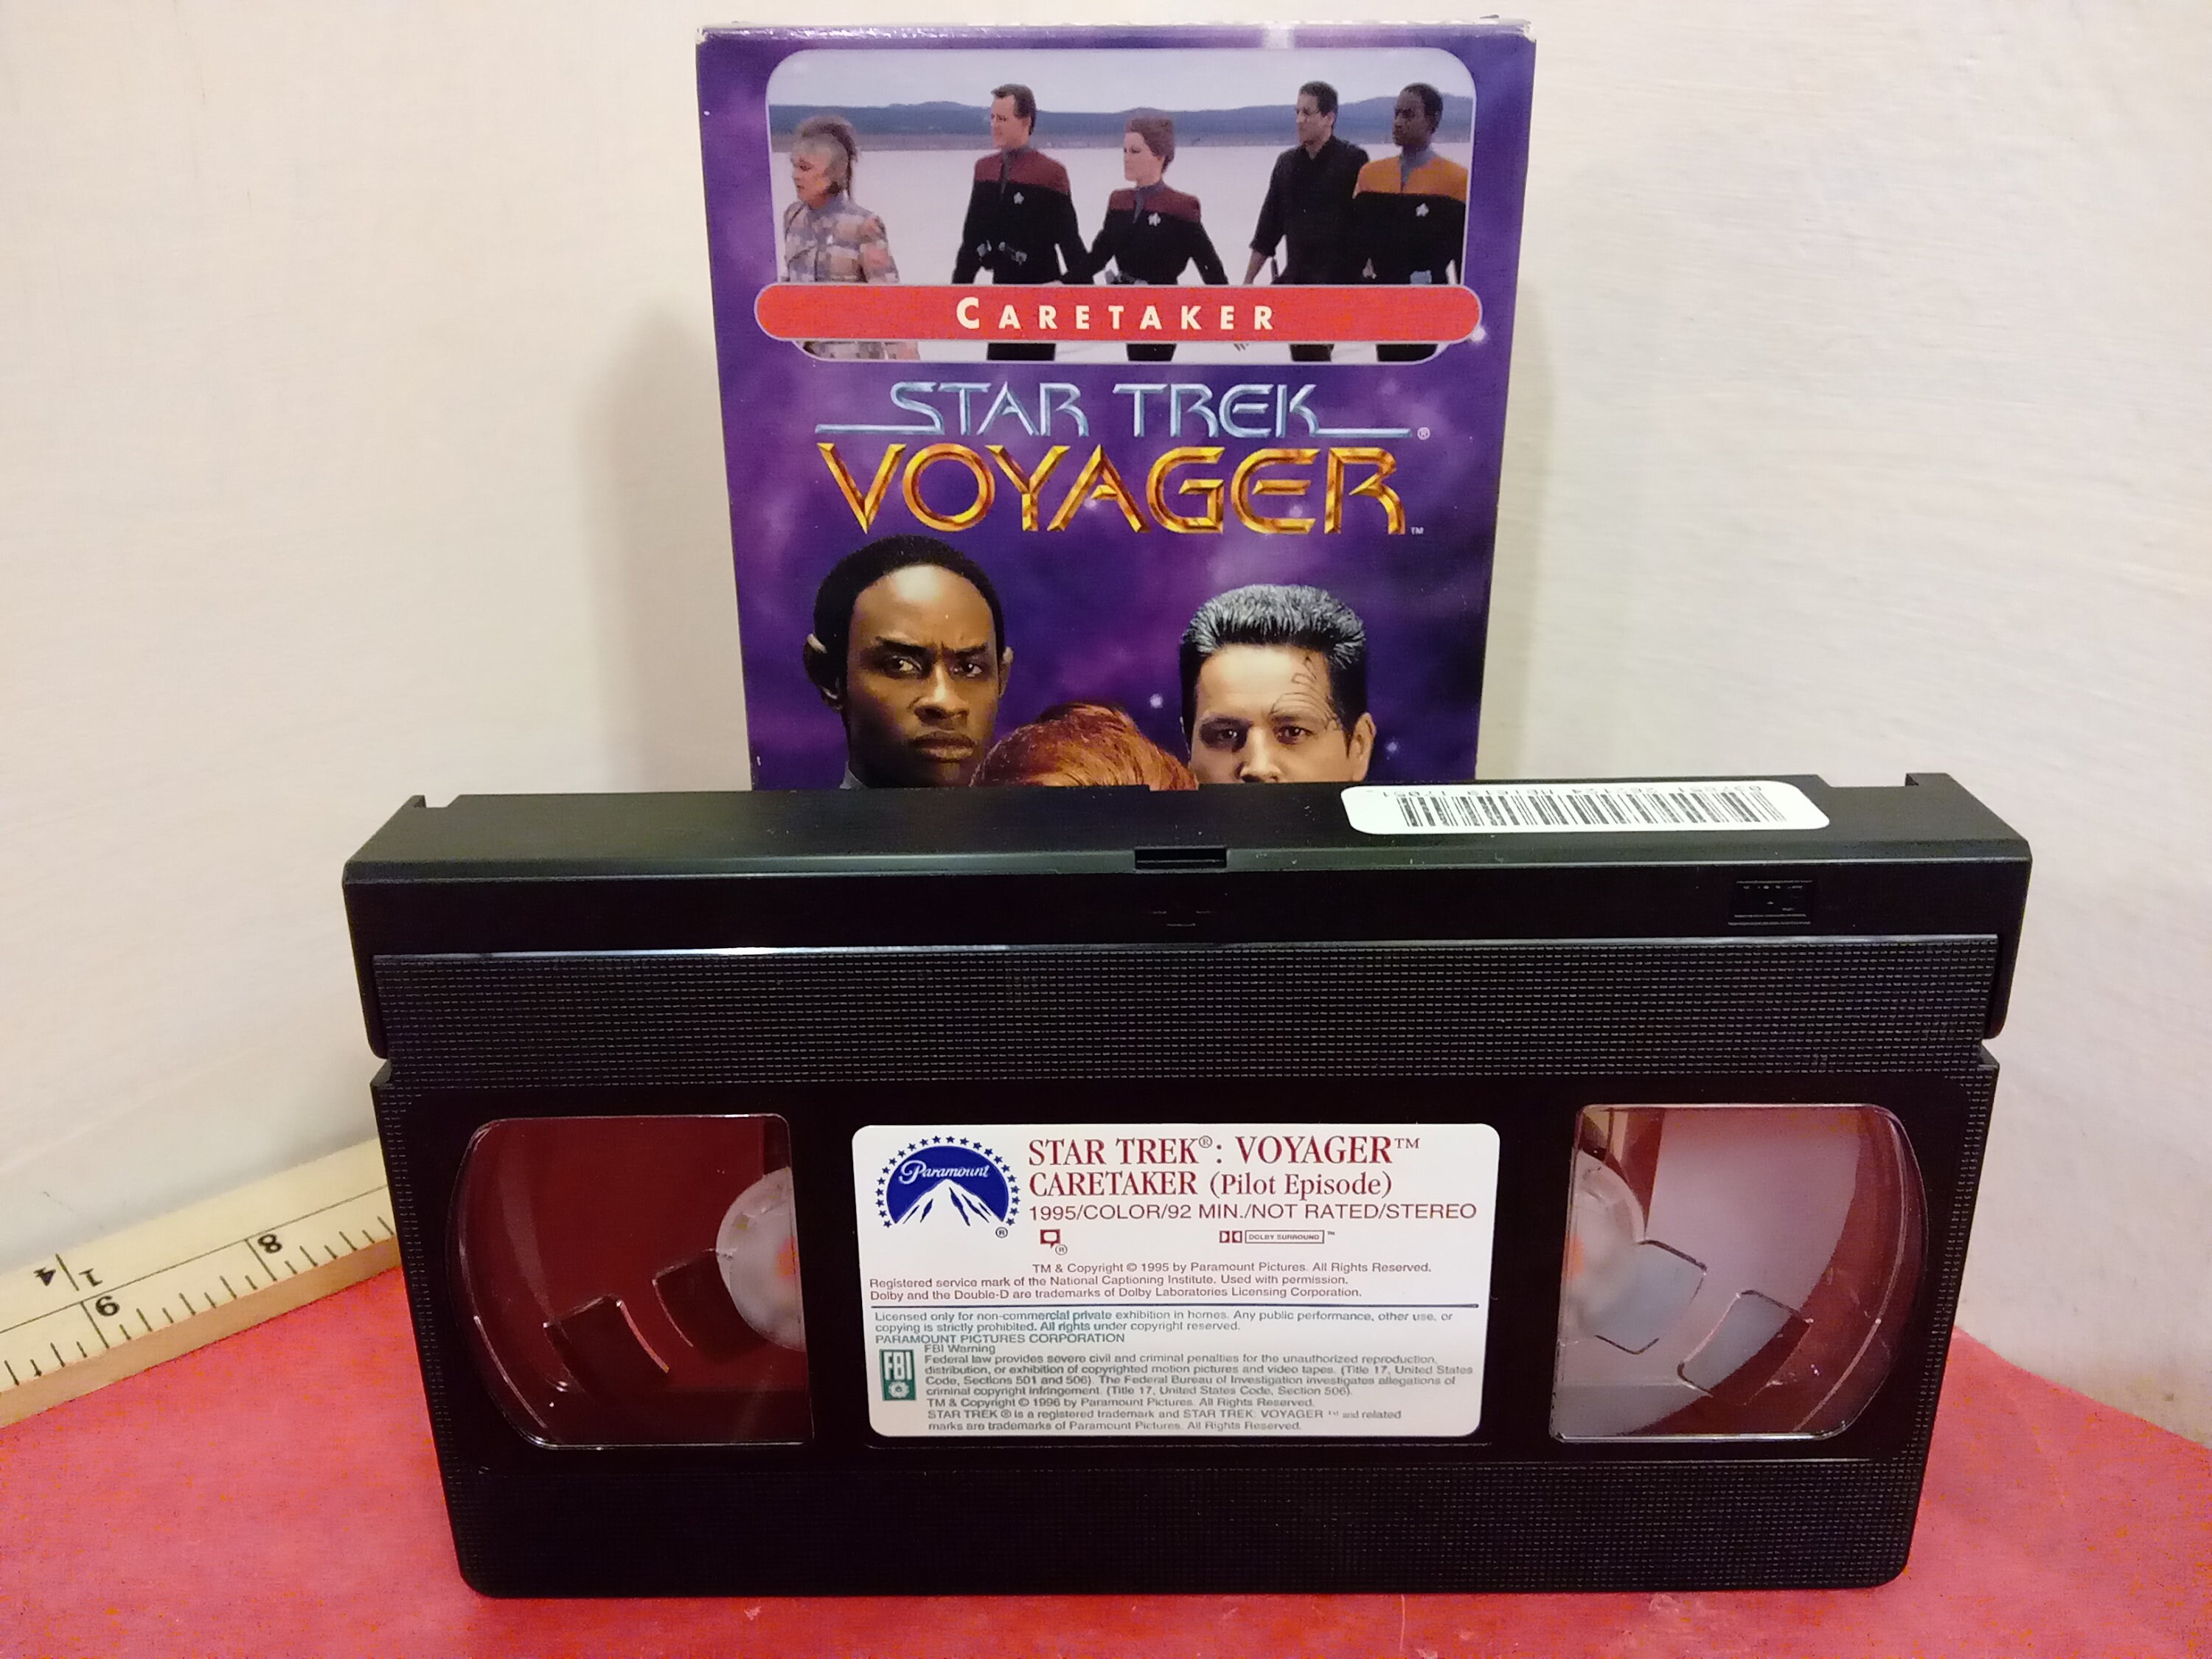 CARETAKER
STAR TREK®
VOYAGER™
STAR TREK®: VOYAGER™
CARETAKER (Pilot Episode)
1995/COLOR/92 MIN./NOT RATED/STEREO
Paramount
®
®
DOLBY SURROUND™
TM & Copyright © 1995 by Paramount Pictures. All Rights Reserved.
Registered service mark of the National Captioning Institute. Used with permission.
Dolby and the Double-D are trademarks of Dolby Laboratories Licensing Corporation.
Licensed only for non-commercial private exhibition in homes. Any public performance, other use, or
copying is strictly prohibited. All rights under copyright reserved.
PARAMOUNT PICTURES CORPORATION
FBI
FBI Warning
Federal law provides severe civil and criminal penalties for the unauthorized reproduction,
distribution, or exhibition of copyrighted motion pictures and video tapes. (Title 17, United States
Code, Sections 501 and 506). The Federal Bureau of Investigation investigates allegations of
criminal copyright infringement. (Title 17, United States Code, Section 506).
TM & Copyright © 1996 by Paramount Pictures. All Rights Reserved.
STAR TREK ® is a registered trademark and STAR TREK: VOYAGER ™ and related
marks are trademarks of Paramount Pictures. All Rights Reserved.
8
1
4
9